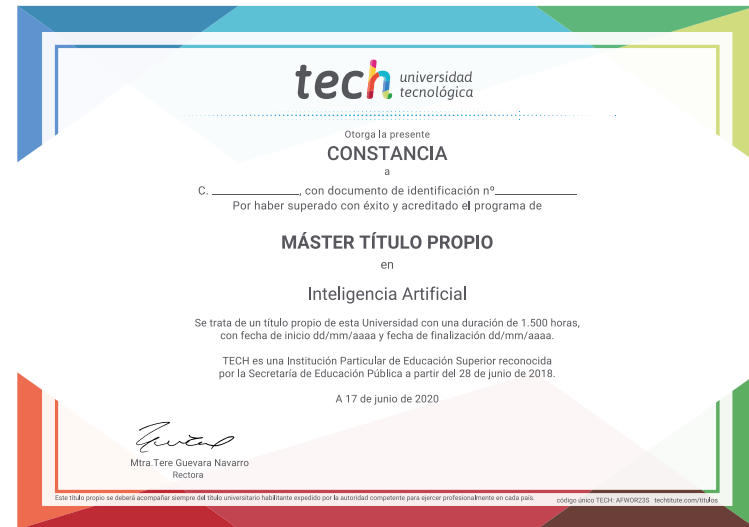 tech universidad
tecnológica
Otorga la presente
CONSTANCIA
a
C. ______________, con documento de identificación nº______________
Por haber superado con éxito y acreditado el programa de
MÁSTER TÍTULO PROPIO
en
Inteligencia Artificial
Se trata de un título propio de esta Universidad con una duración de 1.500 horas,
con fecha de inicio dd/mm/aaaa y fecha de finalización dd/mm/aaaa.
TECH es una Institución Particular de Educación Superior reconocida
por la Secretaría de Educación Pública a partir del 28 de junio de 2018.
A 17 de junio de 2020
Mtra.Tere Guevara Navarro
Rectora
Este título propio se deberá acompañar siempre del título universitario habilitante expedido por la autoridad competente para ejercer profesionalmente en cada país. código único TECH: AFWOR23S techtitute.com/titulos